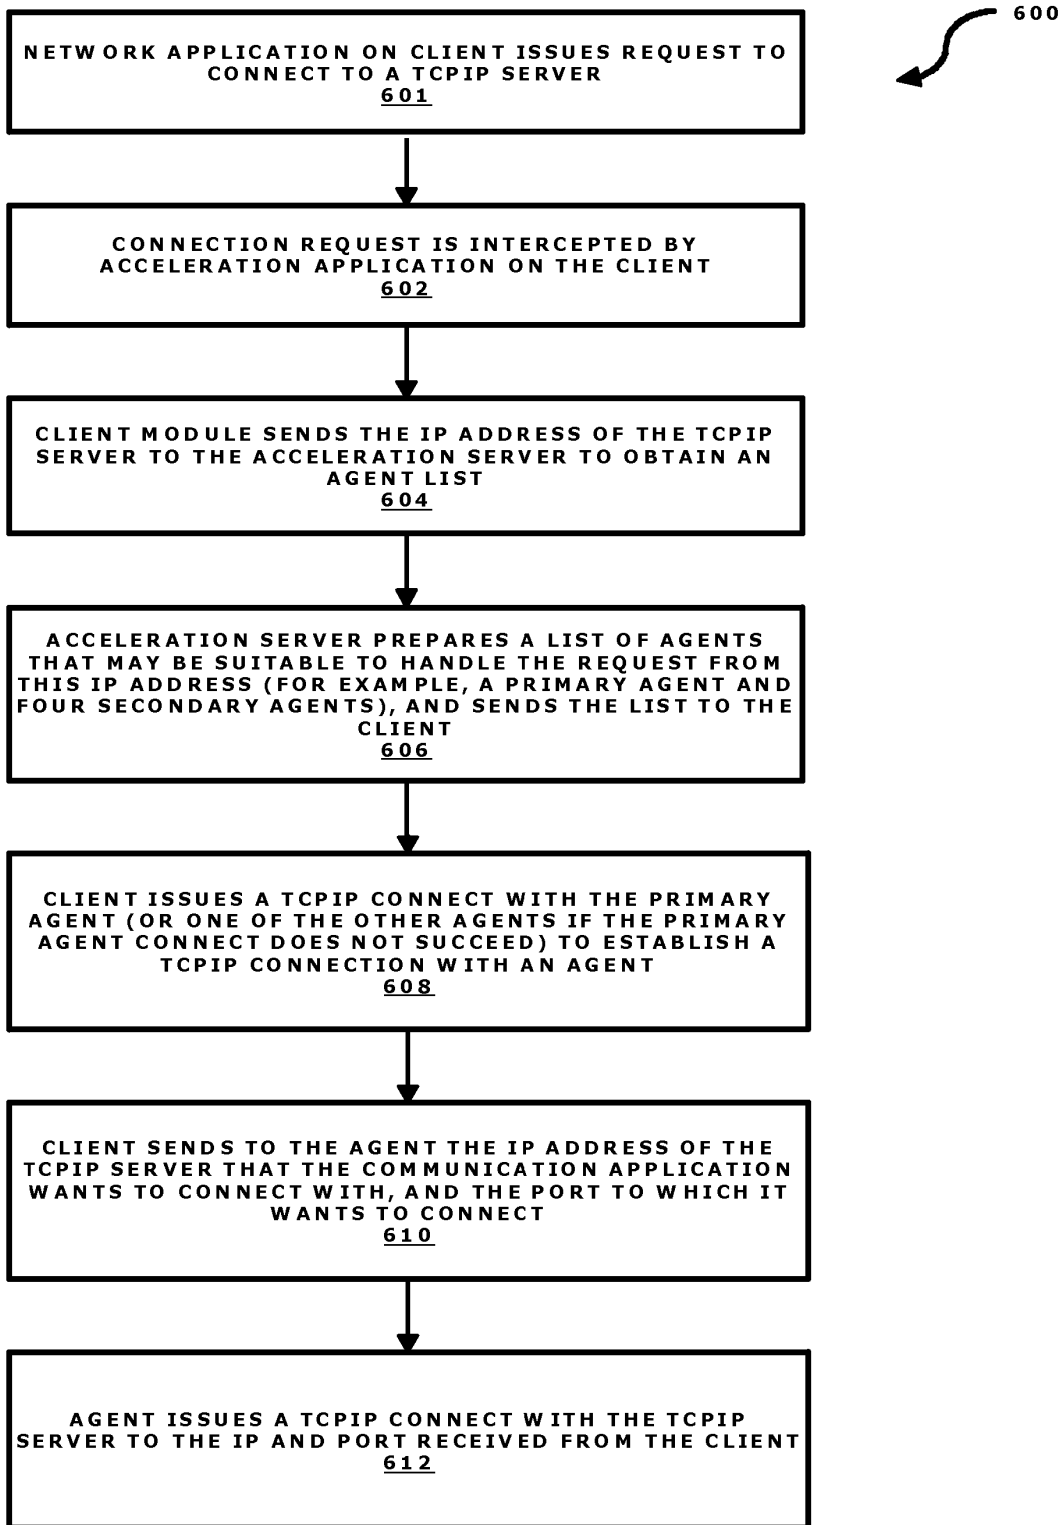 600
NETWORK APPLICATION ON CLIENT ISSUES REQUEST TO
CONNECT TO A TCPIP SERVER
601
CONNECTION REQUEST IS INTERCEPTED BY
ACCELERATION APPLICATION ON THE CLIENT
602
CLIENT MODULE SENDS THE IP ADDRESS OF THE TCPIP
SERVER TO THE ACCELERATION SERVER TO OBTAIN AN
AGENT LIST
604
ACCELERATION SERVER PREPARES A LIST OF AGENTS
THAT MAY BE SUITABLE TO HANDLE THE REQUEST FROM
THIS IP ADDRESS (FOR EXAMPLE, A PRIMARY AGENT AND
FOUR SECONDARY AGENTS), AND SENDS THE LIST TO THE
CLIENT
606
CLIENT ISSUES A TCPIP CONNECT WITH THE PRIMARY
AGENT (OR ONE OF THE OTHER AGENTS IF THE PRIMARY
AGENT CONNECT DOES NOT SUCCEED) TO ESTABLISH A
TCPIP CONNECTION WITH AN AGENT
608
CLIENT SENDS TO THE AGENT THE IP ADDRESS OF THE
TCPIP SERVER THAT THE COMMUNICATION APPLICATION
WANTS TO CONNECT WITH, AND THE PORT TO WHICH IT
WANTS TO CONNECT
610
AGENT ISSUES A TCPIP CONNECT WITH THE TCPIP
SERVER TO THE IP AND PORT RECEIVED FROM THE CLIENT
612